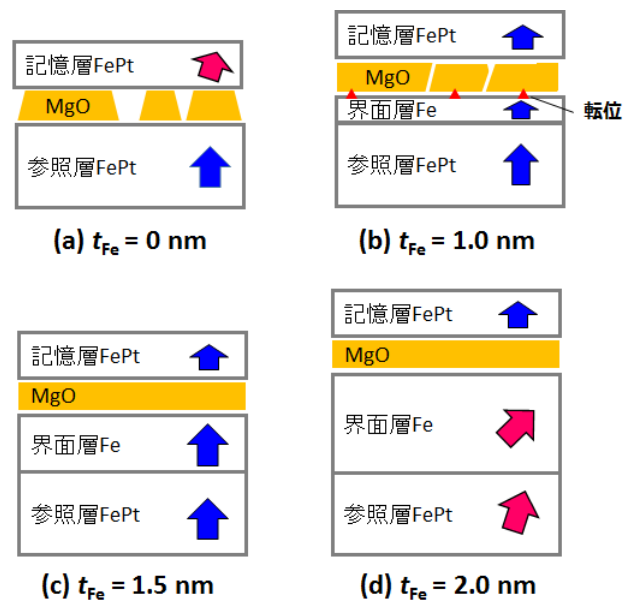 記憶層FePt
MgO
参照層FePt
(a) tFe = 0 nm
記憶層FePt
MgO
界面層Fe
転位
参照層FePt
(b) tFe = 1.0 nm
記憶層FePt
MgO
界面層Fe
参照層FePt
(c) tFe = 1.5 nm
記憶層FePt
MgO
界面層Fe
参照層FePt
(d) tFe = 2.0 nm